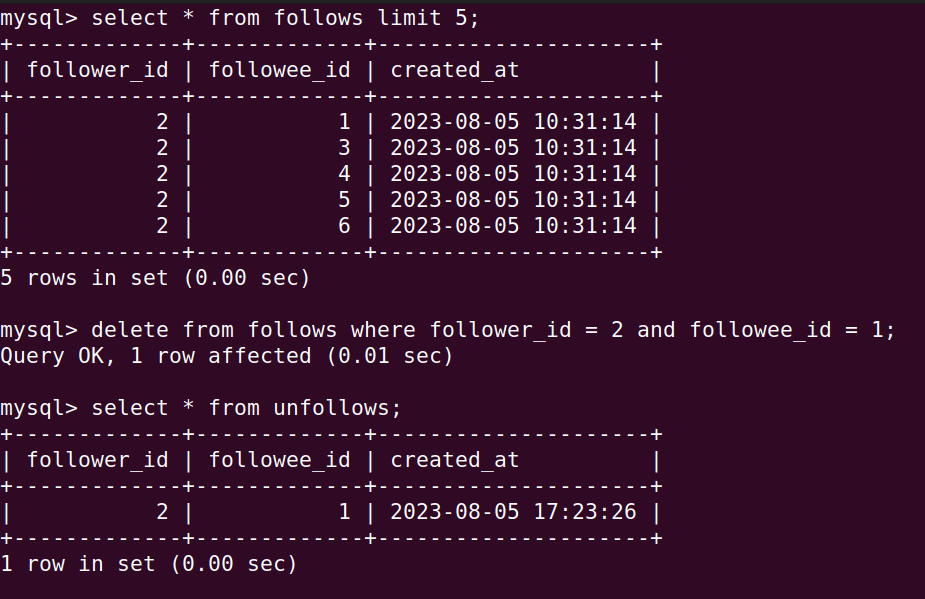 mysql> select * from follows limit 5;
+-------------+-------------+---------------------+
| follower_id | followee_id | created_at          |
+-------------+-------------+---------------------+
|           2 |           1 | 2023-08-05 10:31:14 |
|           2 |           3 | 2023-08-05 10:31:14 |
|           2 |           4 | 2023-08-05 10:31:14 |
|           2 |           5 | 2023-08-05 10:31:14 |
|           2 |           6 | 2023-08-05 10:31:14 |
+-------------+-------------+---------------------+
5 rows in set (0.00 sec)

mysql> delete from follows where follower_id = 2 and followee_id = 1;
Query OK, 1 row affected (0.01 sec)

mysql> select * from unfollows;
+-------------+-------------+---------------------+
| follower_id | followee_id | created_at          |
+-------------+-------------+---------------------+
|           2 |           1 | 2023-08-05 17:23:26 |
+-------------+-------------+---------------------+
1 row in set (0.00 sec)